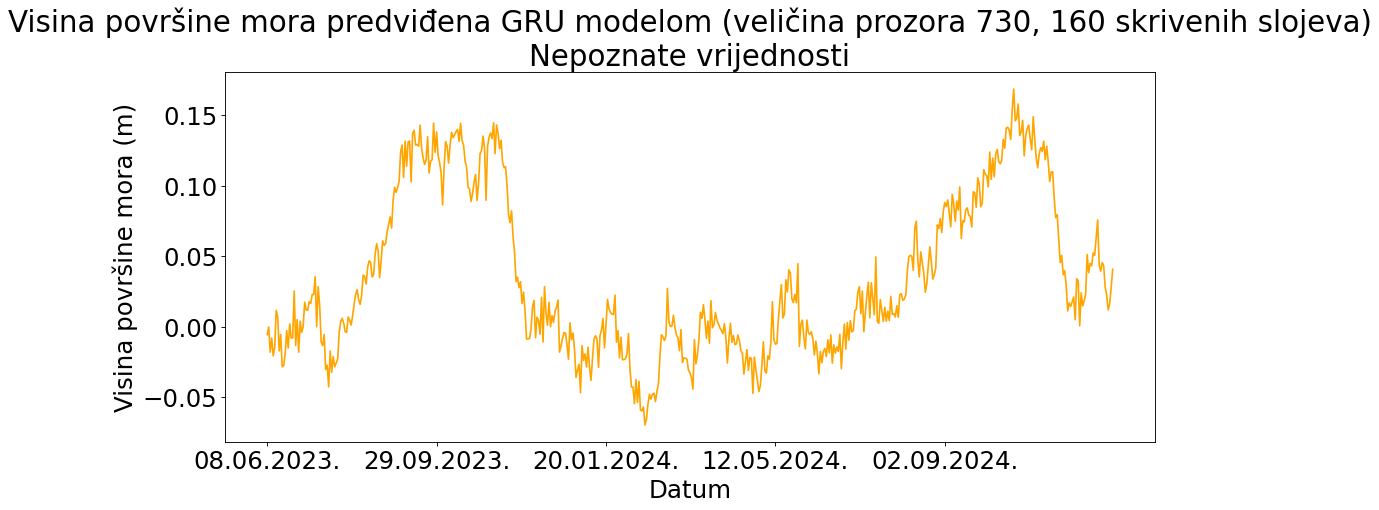 Visina površine mora predviđena GRU modelom (veličina prozora 730, 160 skrivenih slojeva)
Nepoznate vrijednosti
Visina površine mora (m)
0.15
0.10
0.05
0.00
−0.05
08.06.2023. 29.09.2023. 20.01.2024. 12.05.2024. 02.09.2024.
Datum